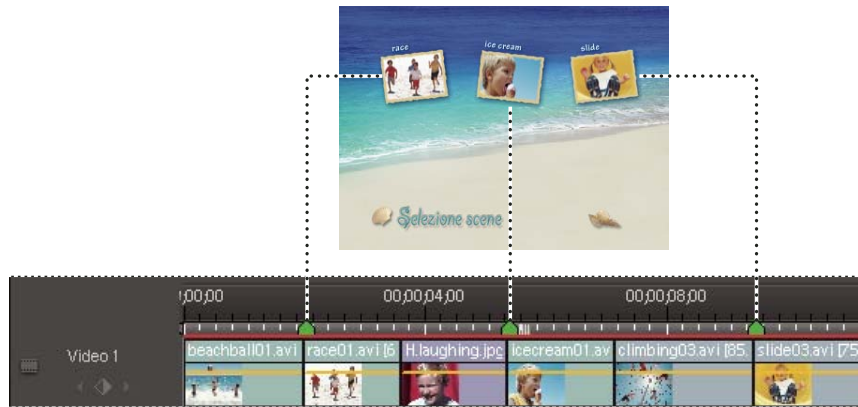 race
ice cream
slide
Selezione scene
;00;00
00;00;04;00
00;00;08;00
Video 1
beachball01.avi
race01.avi [6
H.laughing.jpg
icecream01.av
climbing03.avi [85.
slide03.avi [75